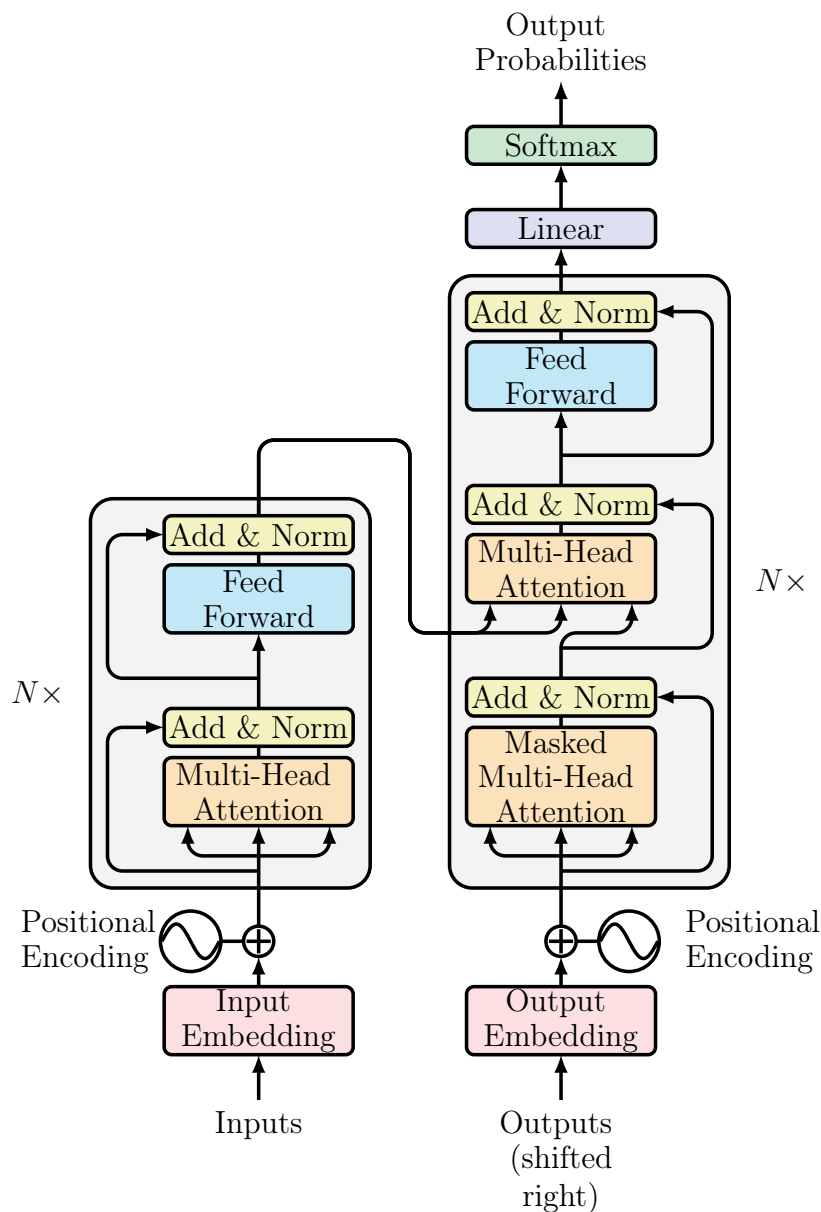 Output
Probabilities
Softmax
Linear
Add & Norm
Feed
Forward
Add & Norm
Multi-Head
Attention
N×
Add & Norm
Masked
Multi-Head
Attention
Add & Norm
Feed
Forward
N×
Add & Norm
Multi-Head
Attention
Positional
Encoding
Positional
Encoding
Input
Embedding
Output
Embedding
Inputs
Outputs
(shifted
right)